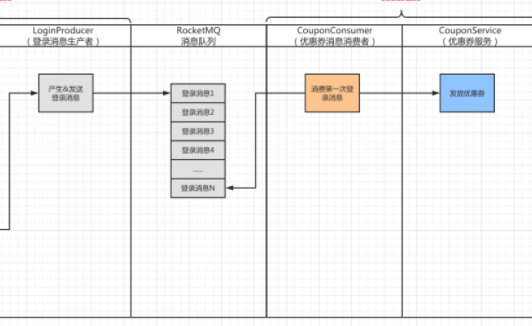 LoginProducer
（登录消息生产者）
RocketMQ
消息队列
CouponConsumer
（优惠券消息消费者）
CouponService
（优惠券服务）
产生&发送
登录消息
登录消息1
登录消息2
登录消息3
登录消息4
......
登录消息N
消费第一次登
录消息
发放优惠券